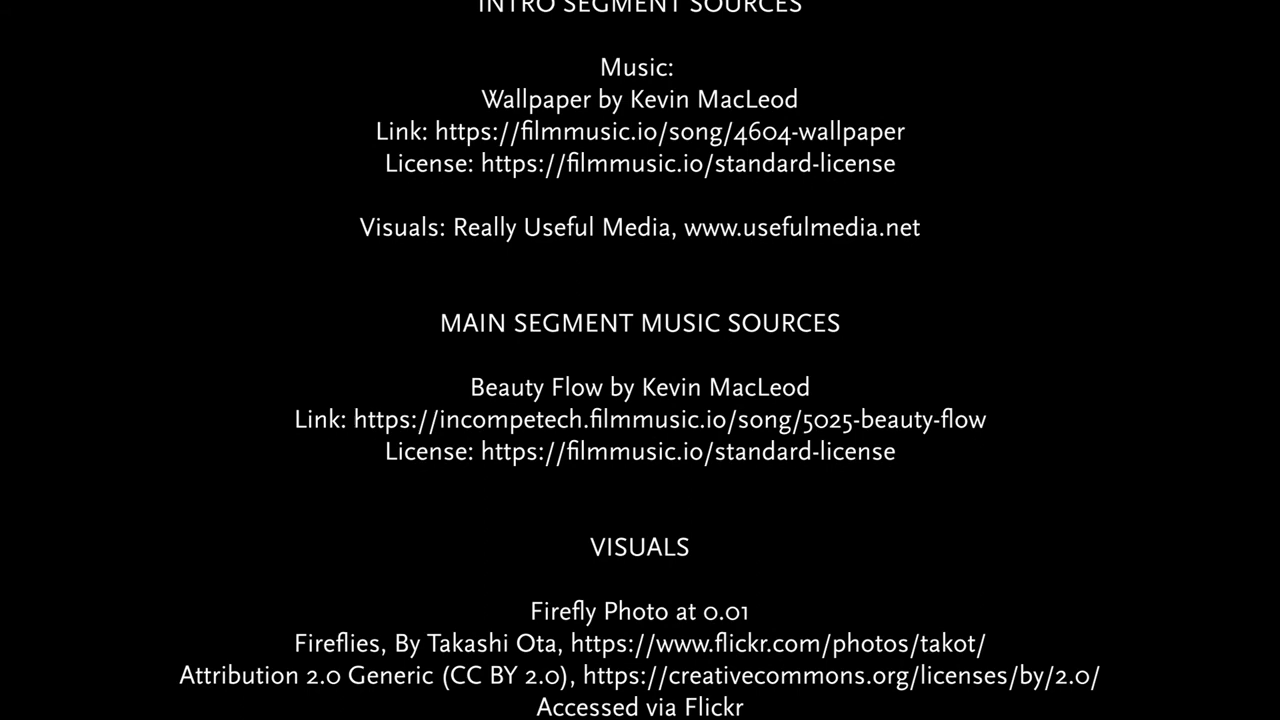 INTRO SEGMENT SOURCES
Music:
Wallpaper by Kevin MacLeod
Link: https://filmmusic.io/song/4604-wallpaper
License: https://filmmusic.io/standard-license
Visuals: Really Useful Media, www.usefulmedia.net
MAIN SEGMENT MUSIC SOURCES
Beauty Flow by Kevin MacLeod
Link: https://incompetech.filmmusic.io/song/5025-beauty-flow
License: https://filmmusic.io/standard-license
VISUALS
Firefly Photo at 0.01
Fireflies, By Takashi Ota, https://www.flickr.com/photos/takot/
Attribution 2.0 Generic (CC BY 2.0), https://creativecommons.org/licenses/by/2.0/
Accessed via Flickr